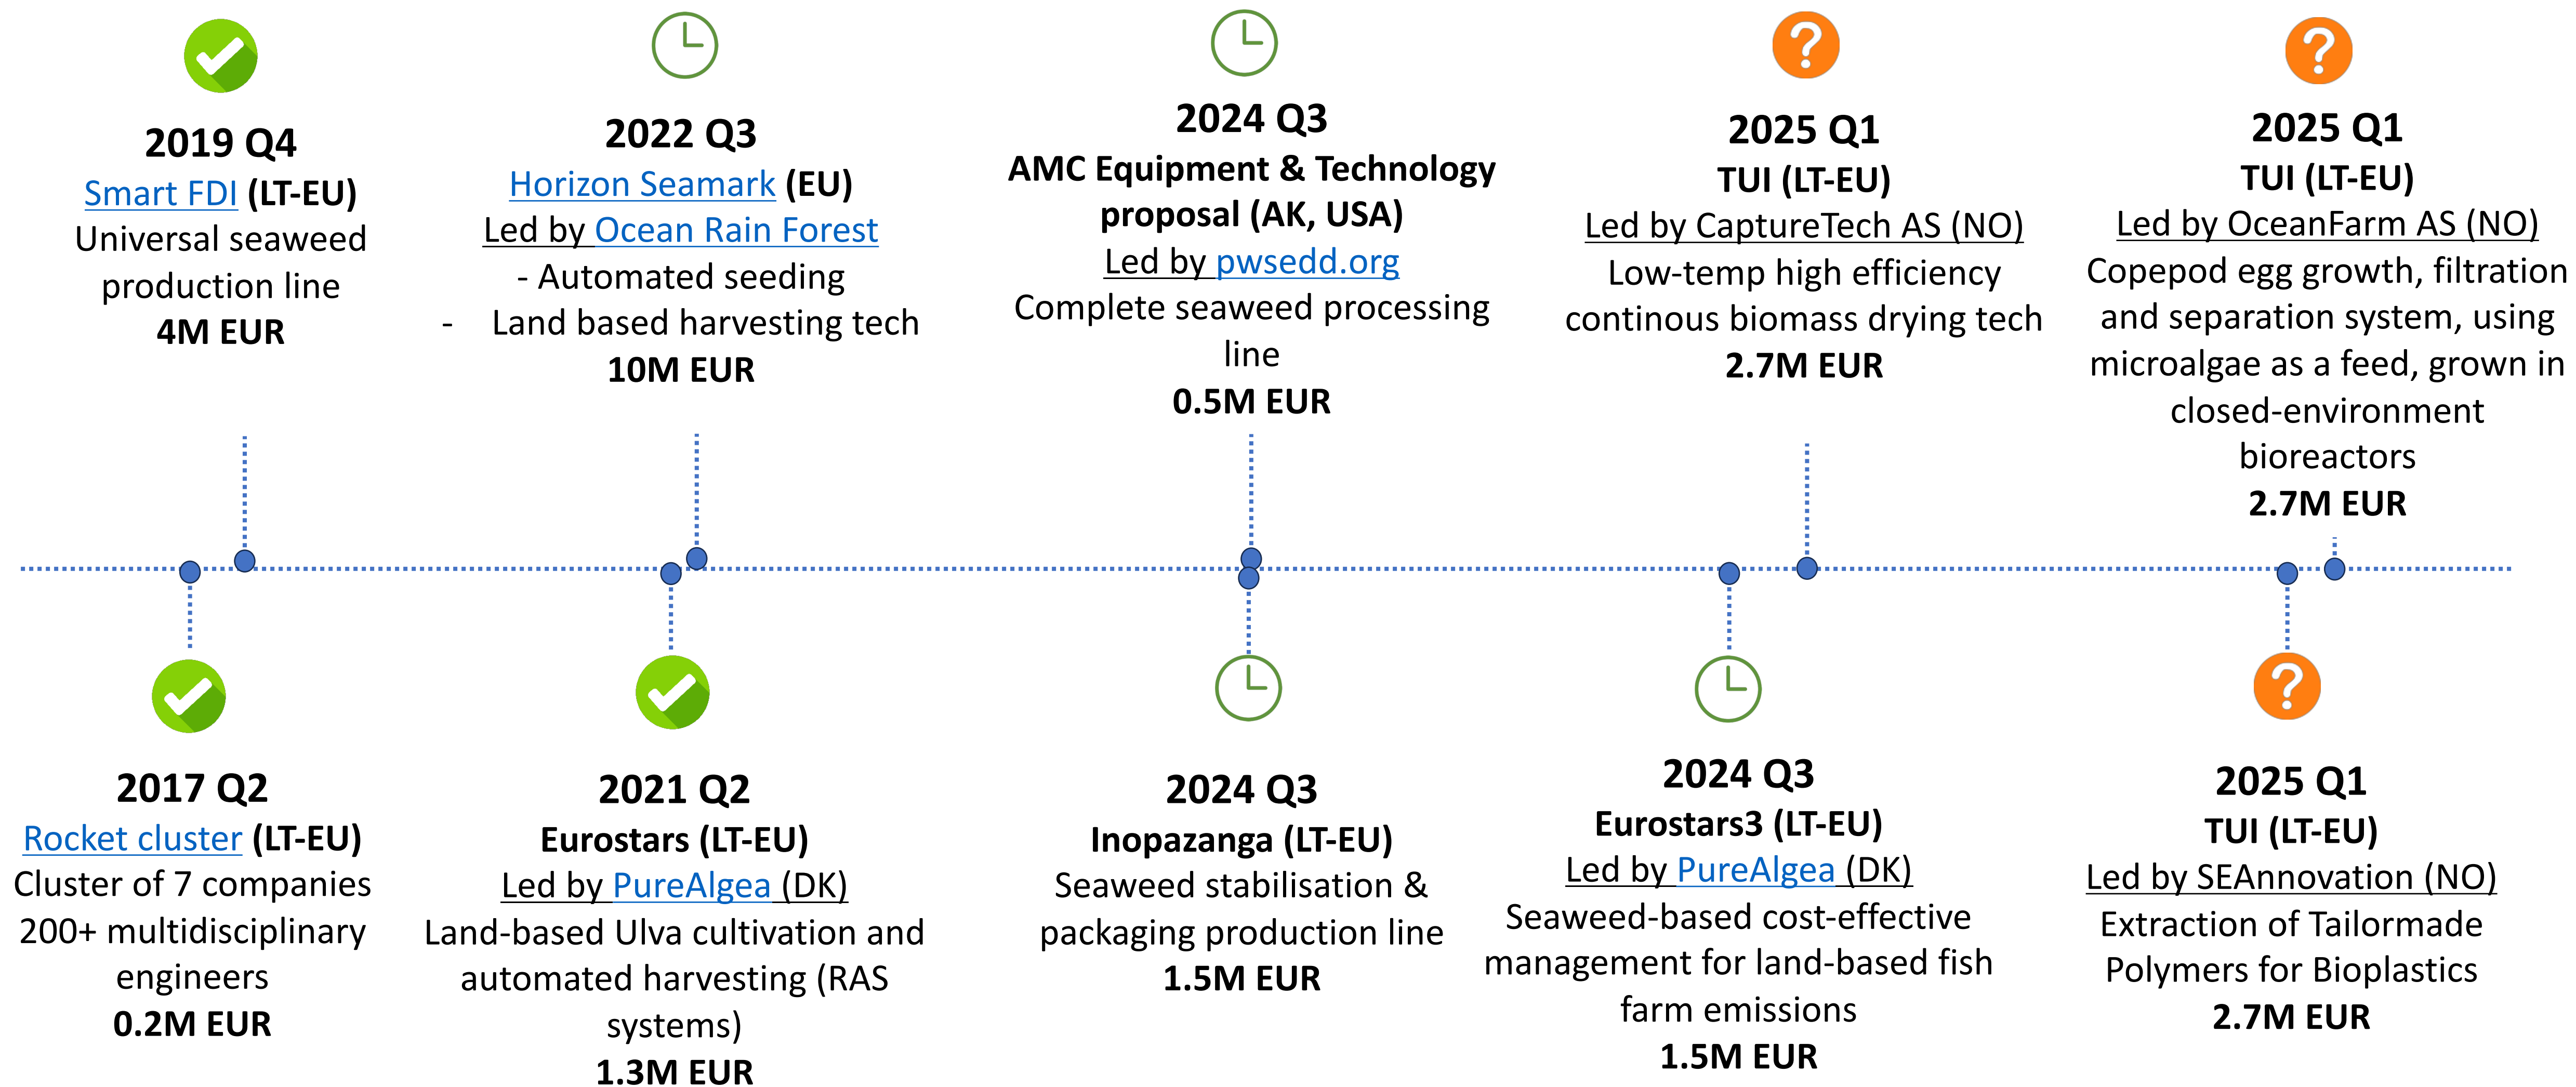 2019 Q4
Smart FDI (LT-EU)
Universal seaweed
production line
4M EUR
2022 Q3
Horizon Seamark (EU)
Led by Ocean Rain Forest
- Automated seeding
- Land based harvesting tech
10M EUR
2024 Q3
AMC Equipment & Technology
proposal (AK, USA)
Led by pwsedd.org
Complete seaweed processing
line
0.5M EUR
2025 Q1
TUI (LT-EU)
Led by CaptureTech AS (NO)
Low-temp high efficiency
continous biomass drying tech
2.7M EUR
2025 Q1
TUI (LT-EU)
Led by OceanFarm AS (NO)
Copepod egg growth, filtration
and separation system, using
microalgae as a feed, grown in
closed-environment
bioreactors
2.7M EUR
2017 Q2
Rocket cluster (LT-EU)
Cluster of 7 companies
200+ multidisciplinary
engineers
0.2M EUR
2021 Q2
Eurostars (LT-EU)
Led by PureAlgea (DK)
Land-based Ulva cultivation and
automated harvesting (RAS
systems)
1.3M EUR
2024 Q3
Inopazanga (LT-EU)
Seaweed stabilisation &
packaging production line
1.5M EUR
2024 Q3
Eurostars3 (LT-EU)
Led by PureAlgea (DK)
Seaweed-based cost-effective
management for land-based fish
farm emissions
1.5M EUR
2025 Q1
TUI (LT-EU)
Led by SEAnnovation (NO)
Extraction of Tailormade
Polymers for Bioplastics
2.7M EUR